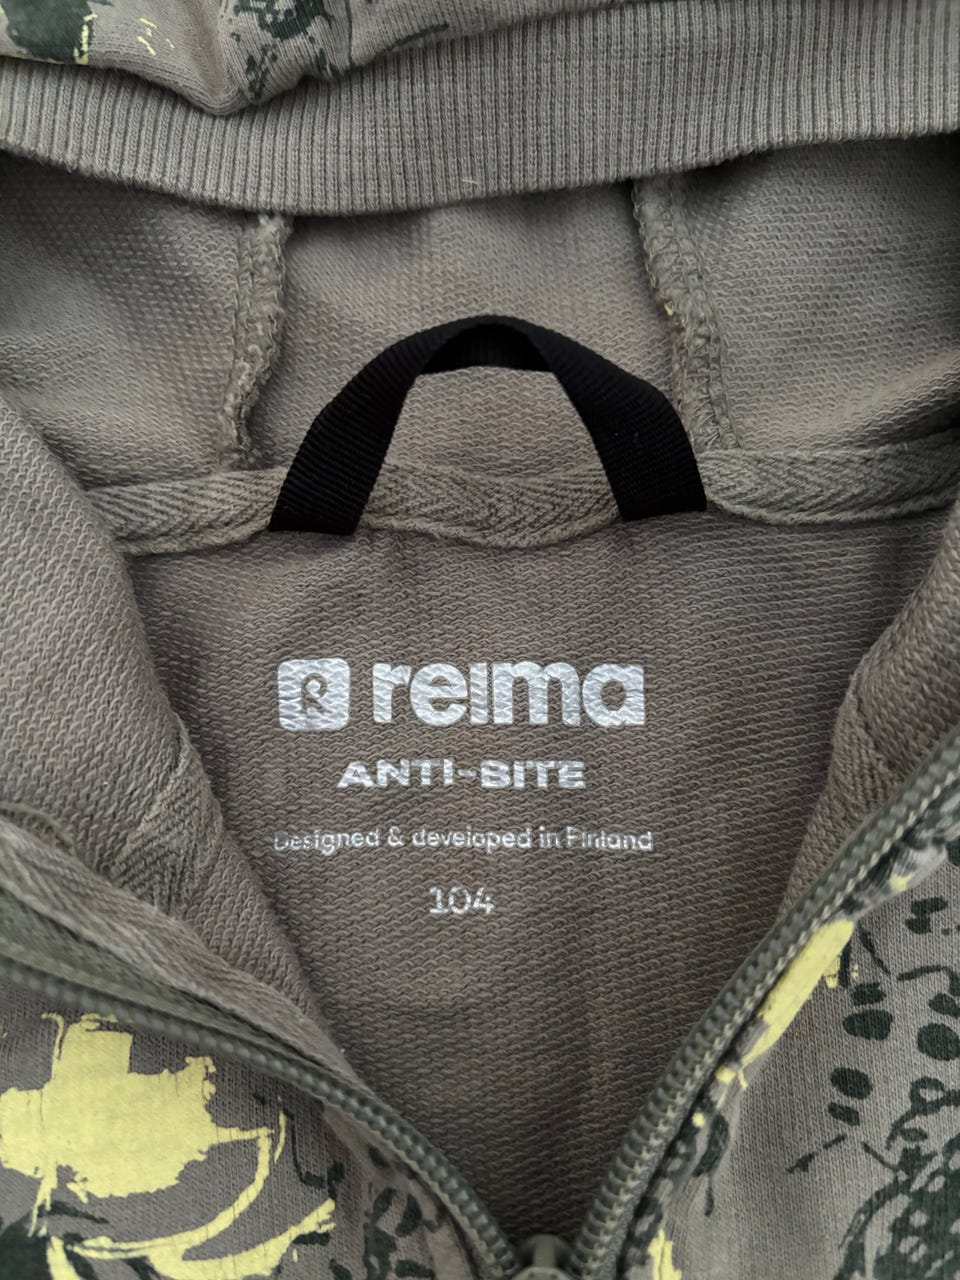 R reima
ANTI-BITE
Designed & developed in Finland
104